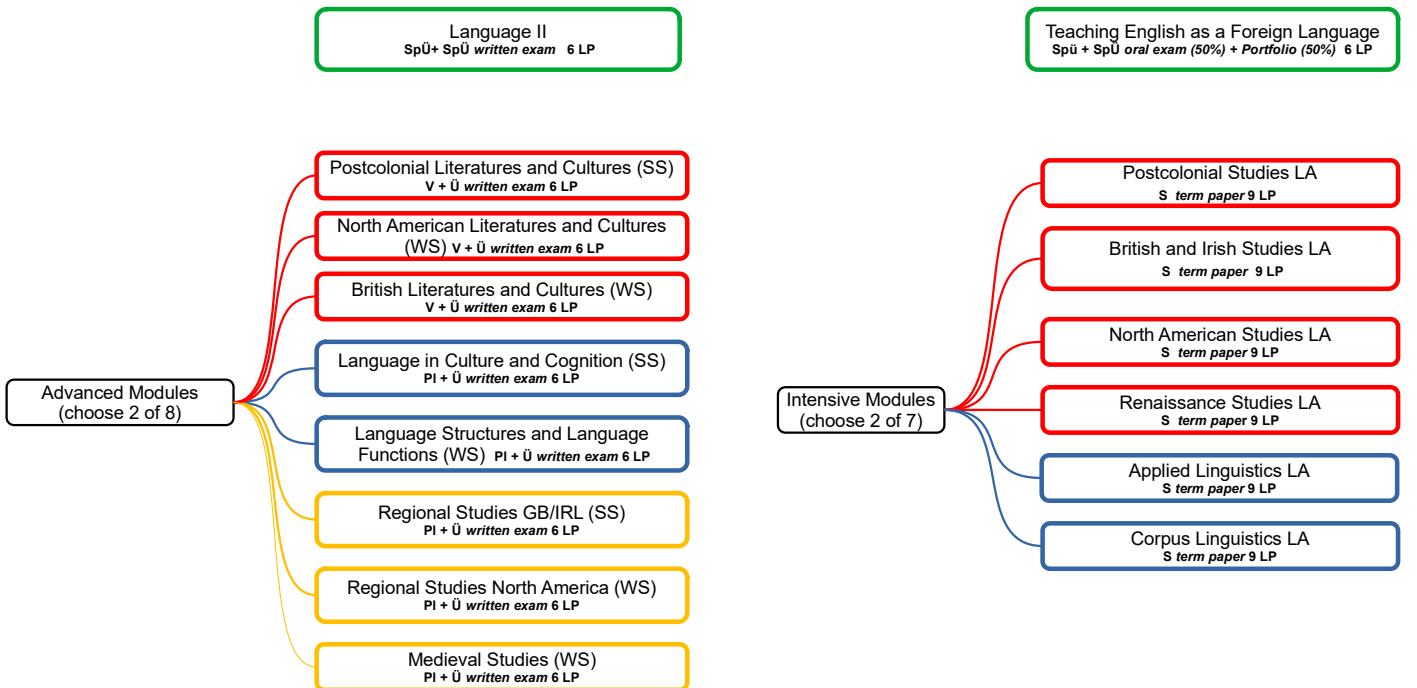 Language II
SpÜ+ SpÜ written exam 6 LP
Teaching English as a Foreign Language
Spü + SpÜ oral exam (50%) + Portfolio (50%) 6 LP
Advanced Modules
(choose 2 of 8)
Postcolonial Literatures and Cultures (SS)
V + Ü written exam 6 LP
North American Literatures and Cultures
(WS) V + Ü written exam 6 LP
British Literatures and Cultures (WS)
V + Ü written exam 6 LP
Language in Culture and Cognition (SS)
PI + Ü written exam 6 LP
Language Structures and Language
Functions (WS) PI + Ü written exam 6 LP
Regional Studies GB/IRL (SS)
PI + Ü written exam 6 LP
Regional Studies North America (WS)
PI + Ü written exam 6 LP
Medieval Studies (WS)
PI + Ü written exam 6 LP
Intensive Modules
(choose 2 of 7)
Postcolonial Studies LA
S term paper 9 LP
British and Irish Studies LA
S term paper 9 LP
North American Studies LA
S term paper 9 LP
Renaissance Studies LA
S term paper 9 LP
Applied Linguistics LA
S term paper 9 LP
Corpus Linguistics LA
S term paper 9 LP